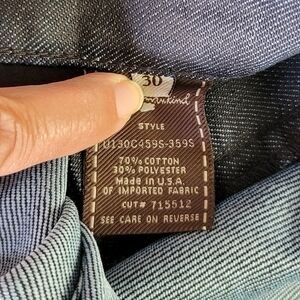 30
STYLE
U130C459S-359S
70% COTTON
30% POLYESTER
Made in U.S.A.
OF IMPORTED FABRIC
CUT# 715512
SEE CARE ON REVERSE